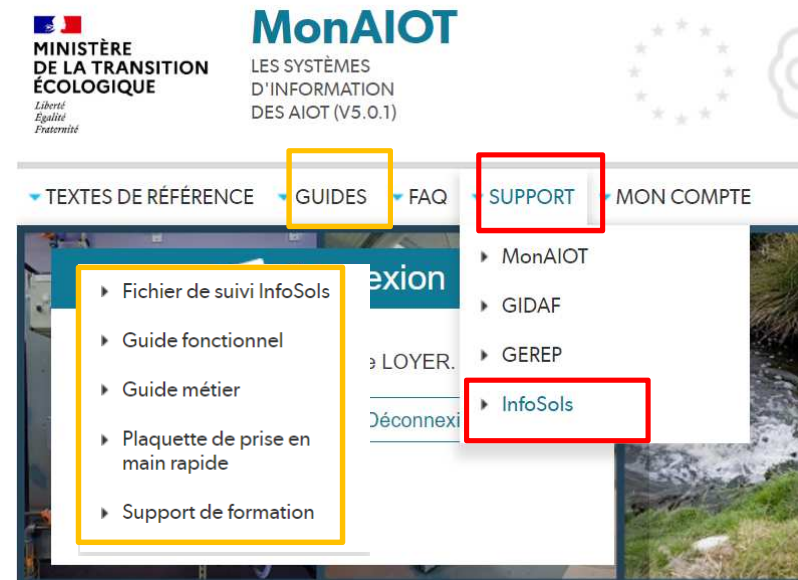 MINISTÈRE
DE LA TRANSITION
ÉCOLOGIQUE
Liberté
Égalité
Fraternité
MonAIOT
LES SYSTÈMES
D'INFORMATION
DES AIOT (V5.0.1)
TEXTES DE RÉFÉRENCE GUIDES FAQ SUPPORT MON COMPTE
exion
Fichier de suivi InfoSols
Guide fonctionnel
Guide métier
Plaquette de prise en
main rapide
Support de formation
e LOYER.
Déconnexi
MonAIOT
GIDAF
GEREP
InfoSols